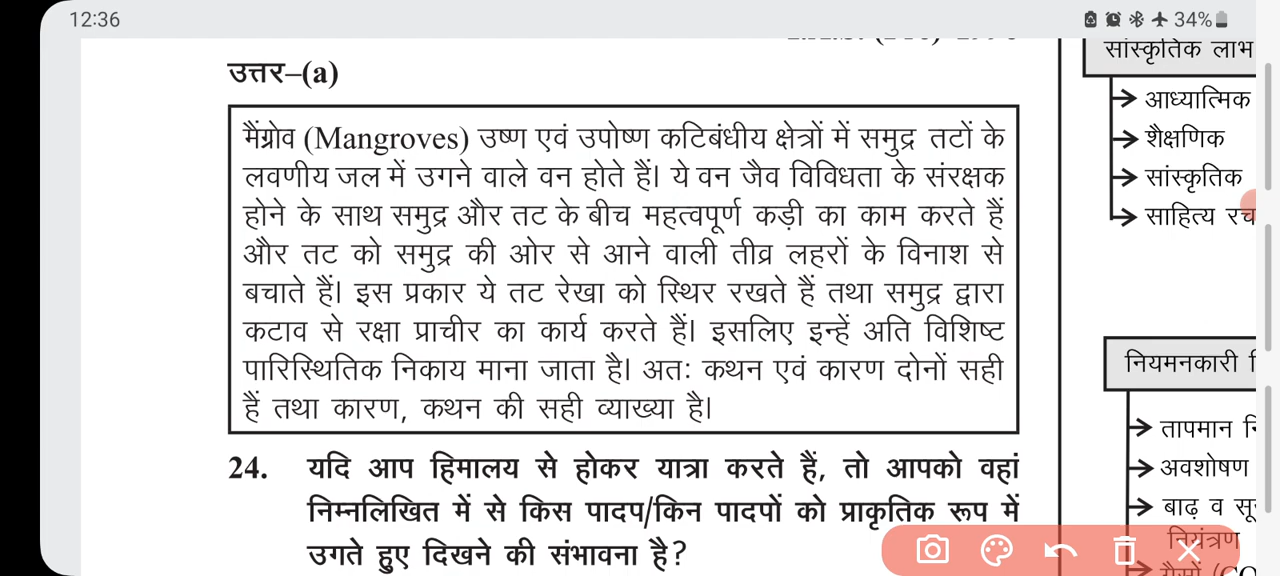 12:36
34%
उत्तर–(a)
मैंग्रोव (Mangroves) उष्ण एवं उपोष्ण कटिबंधीय क्षेत्रों में समुद्र तटों के
लवणीय जल में उगने वाले वन होते हैं। ये वन जैव विविधता के संरक्षक
होने के साथ समुद्र और तट के बीच महत्वपूर्ण कड़ी का काम करते हैं
और तट को समुद्र की ओर से आने वाली तीव्र लहरों के विनाश से
बचाते हैं। इस प्रकार ये तट रेखा को स्थिर रखते हैं तथा समुद्र द्वारा
कटाव से रक्षा प्राचीर का कार्य करते हैं। इसलिए इन्हें अति विशिष्ट
पारिस्थितिक निकाय माना जाता है। अतः कथन एवं कारण दोनों सही
हैं तथा कारण, कथन की सही व्याख्या है।
24. यदि आप हिमालय से होकर यात्रा करते हैं, तो आपको वहां
निम्नलिखित में से किस पादप/किन पादपों को प्राकृतिक रूप में
उगते हुए दिखने की संभावना है?
सांस्कृतिक लाभ
आध्यात्मिक
शैक्षणिक
सांस्कृतिक
साहित्य
नियमनकारी
तापमान
अवशोषण
बाढ़ व
नियंत्रण